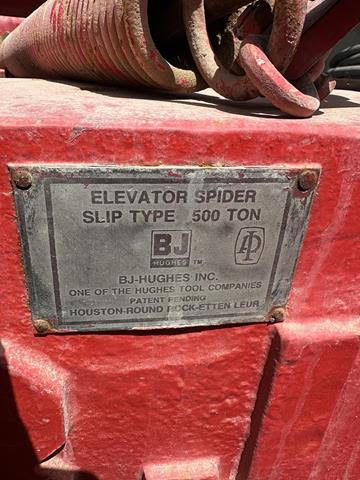 ELEVATOR SPIDER
SLIP TYPE 500 TON
BJ
HUGHES TM
BJ-HUGHES INC.
ONE OF THE HUGHES TOOL COMPANIES
PATENT PENDING
HOUSTON-ROUND ROCK-ETTEN LEUR